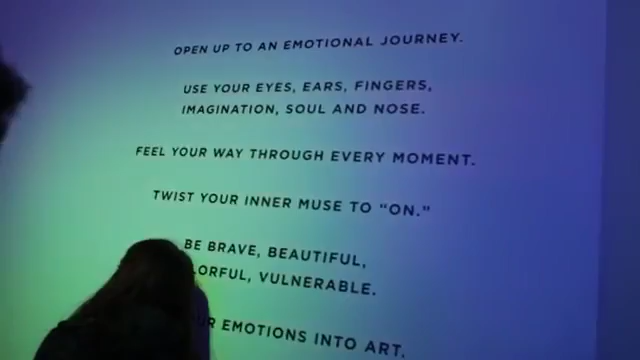 OPEN UP TO AN EMOTIONAL JOURNEY.
USE YOUR EYES, EARS, FINGERS,
IMAGINATION, SOUL AND NOSE.
FEEL YOUR WAY THROUGH EVERY MOMENT.
TWIST YOUR INNER MUSE TO “ON.”
BE BRAVE, BEAUTIFUL,
VULNERABLE.
EMOTIONS INTO ART.